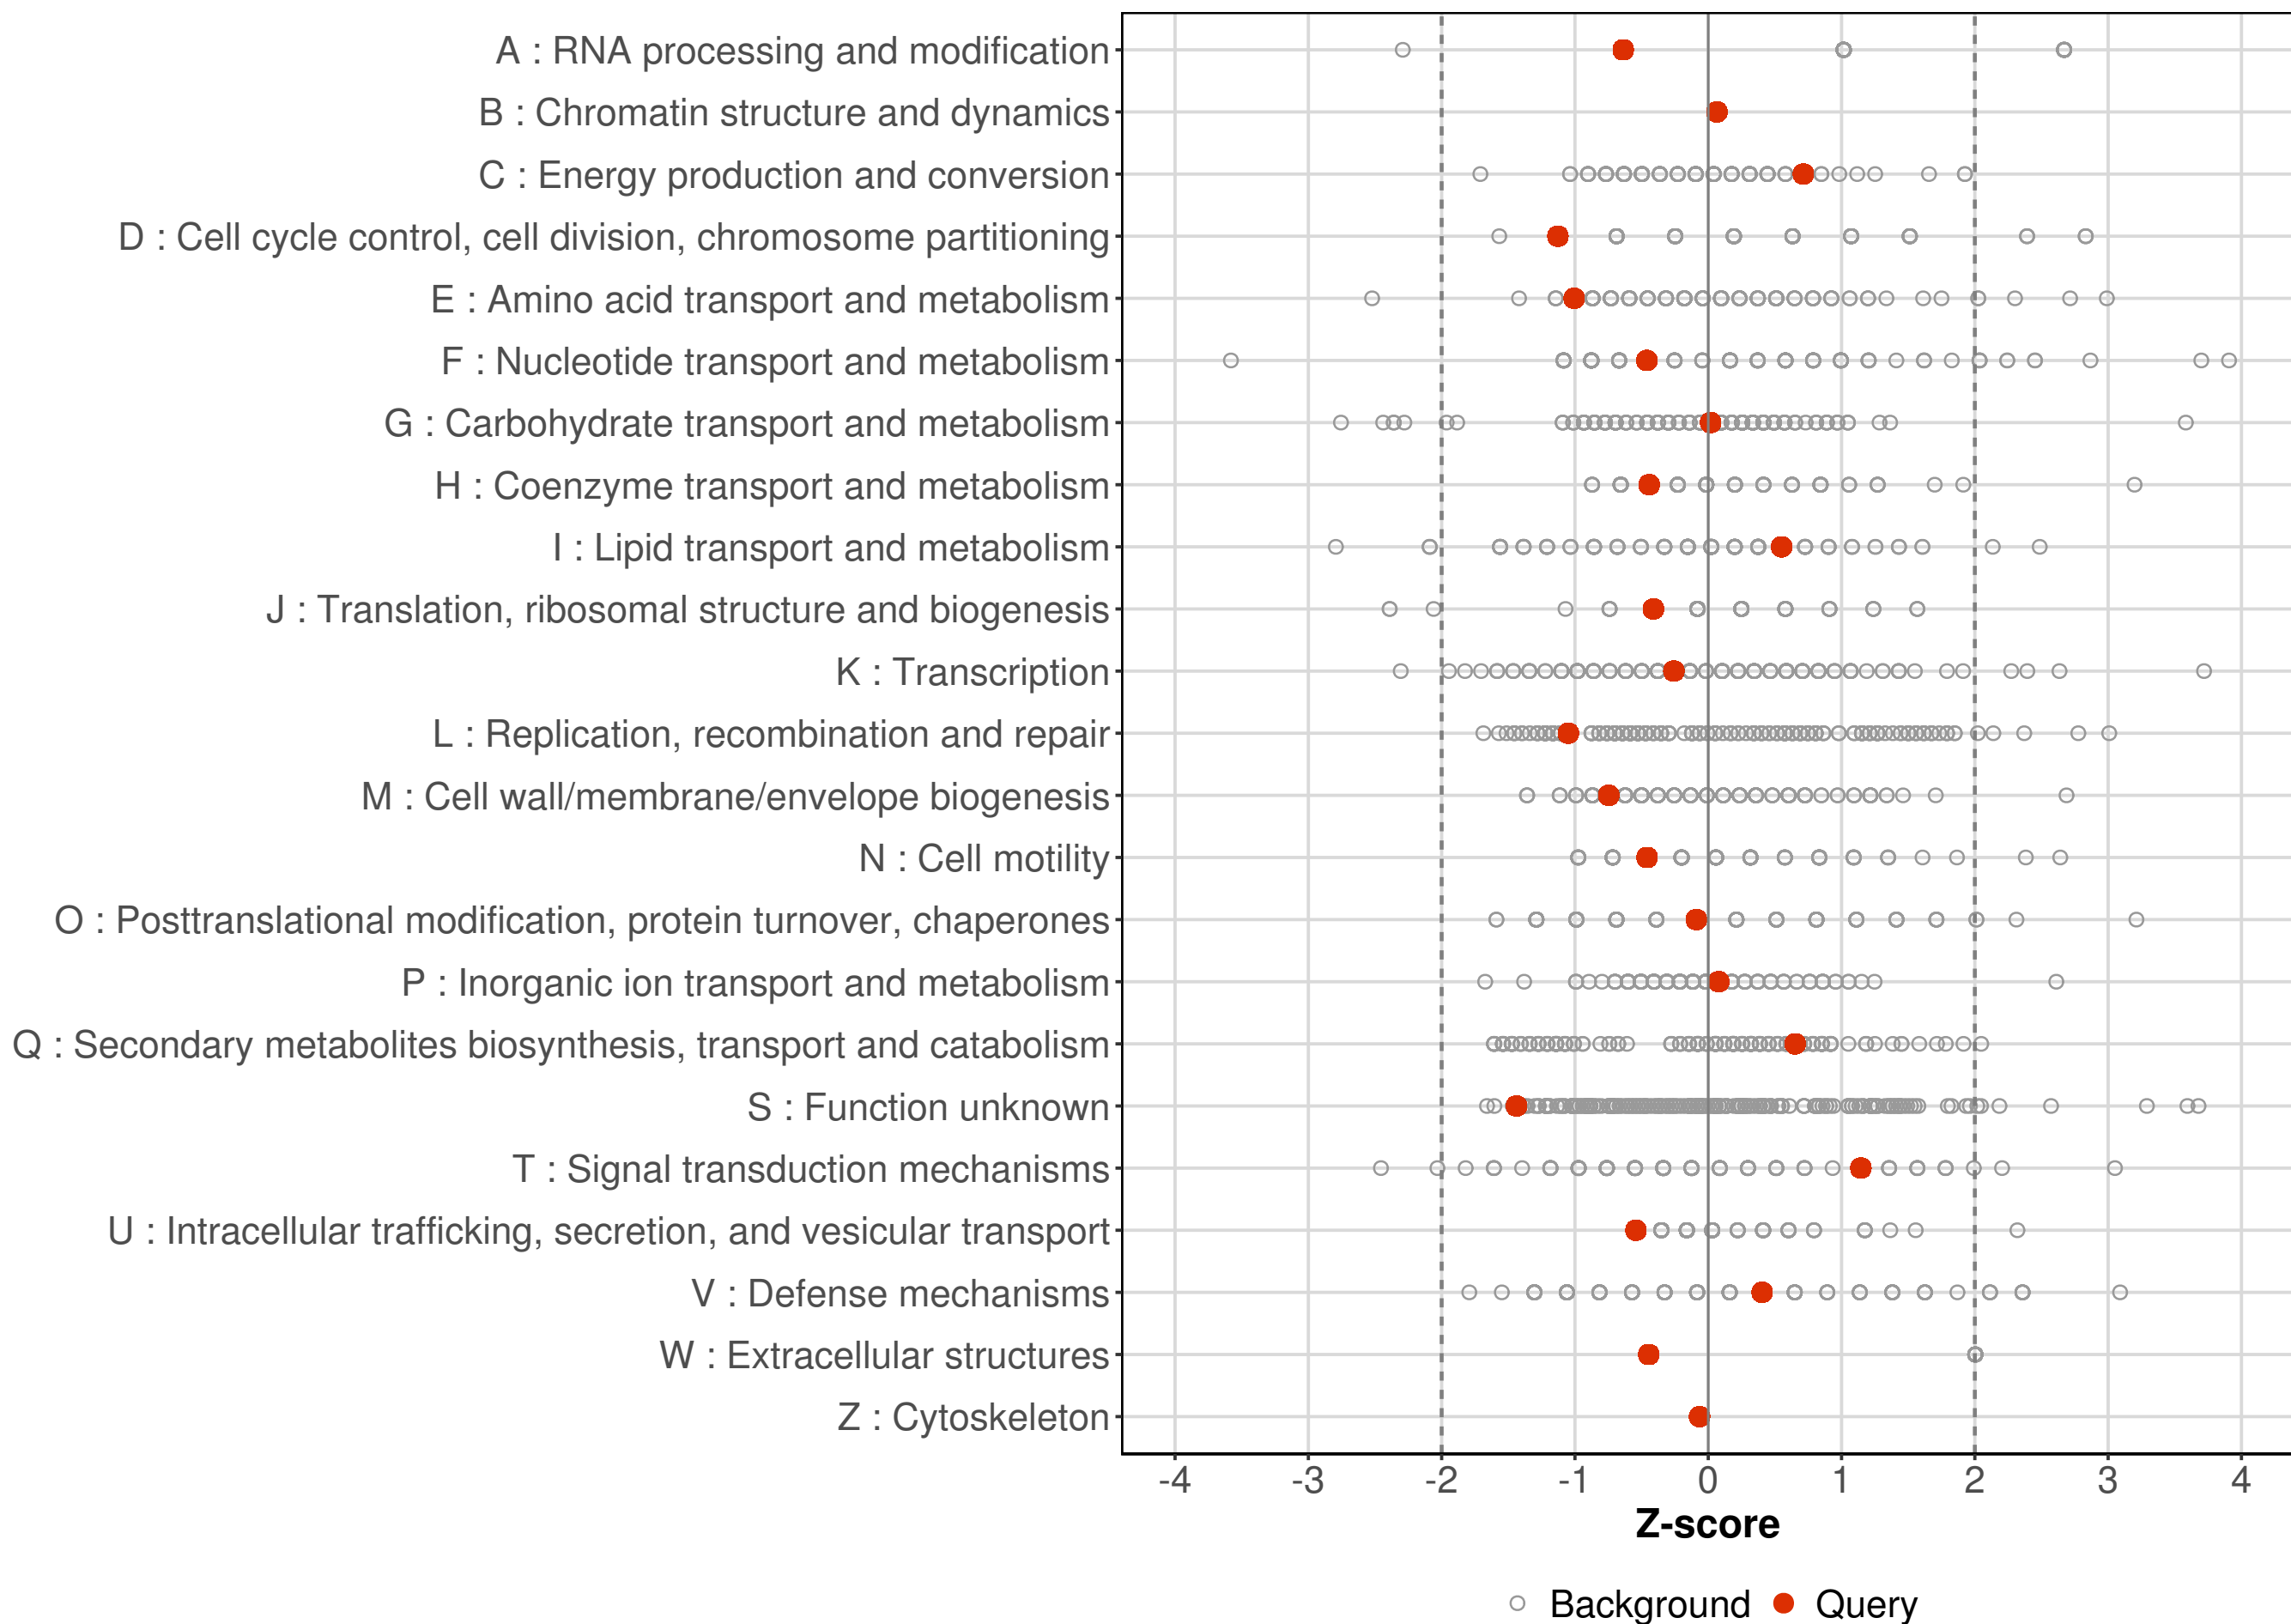 A : RNA processing and modification
B : Chromatin structure and dynamics
C : Energy production and conversion
D : Cell cycle control, cell division, chromosome partitioning
E : Amino acid transport and metabolism
F : Nucleotide transport and metabolism
G : Carbohydrate transport and metabolism
H : Coenzyme transport and metabolism
I : Lipid transport and metabolism
J : Translation, ribosomal structure and biogenesis
K : Transcription
L : Replication, recombination and repair
M : Cell wall/membrane/envelope biogenesis
N : Cell motility
O : Posttranslational modification, protein turnover, chaperones
P : Inorganic ion transport and metabolism
Q : Secondary metabolites biosynthesis, transport and catabolism
S : Function unknown
T : Signal transduction mechanisms
U : Intracellular trafficking, secretion, and vesicular transport
V : Defense mechanisms
W : Extracellular structures
Z : Cytoskeleton
-4 -3 -2 -1 0 1 2 3 4
Z-score
Background Query